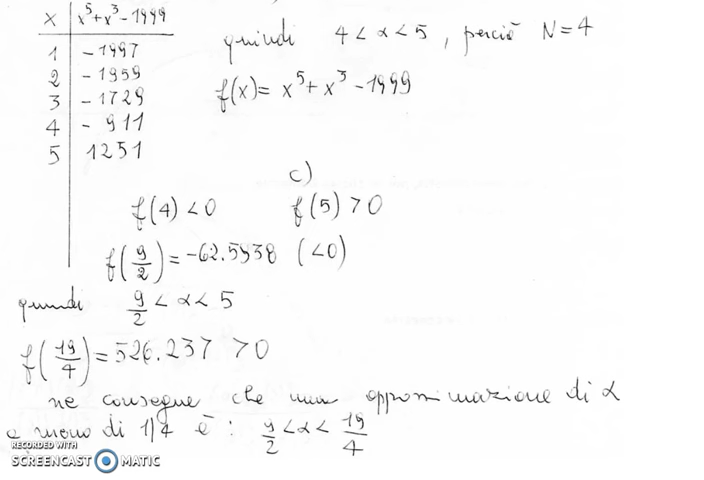 x | x⁵+x³-1999
1 | -1997
2 | -1959
3 | -1729
4 | -911
5 | 1251
quindi 4<α<5, perciò N=4
f(x)= x⁵+x³-1999
c)
f(4)<0 f(5)>0
f(9/2)=-62.5938 (<0)
quindi 9/2<α<5
f(19/4)=526.237>0
ne consegue che una approssimazione di α
a meno di 1/4 è: 9/2<α<19/4
RECORDED WITH
SCREENCAST-O-MATIC